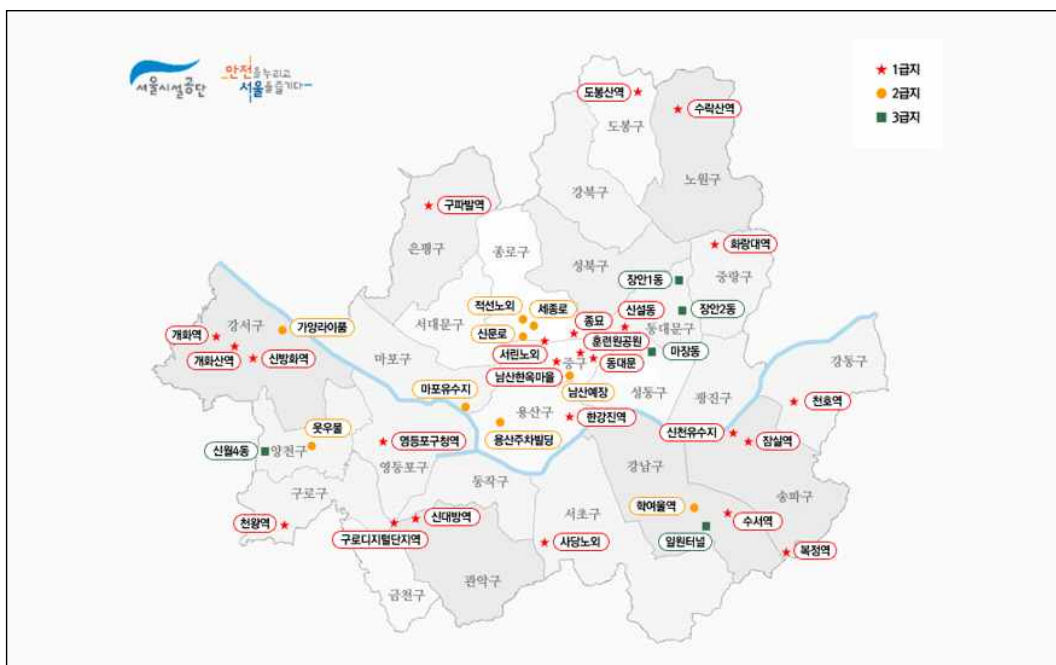 서울시설공단
안전을 누리고
서울을 즐기다
★ 1급지
● 2급지
■ 3급지
도봉산역
수락산역
도봉구
강북구
노원구
구파발역
은평구
종로구
성북구
화랑대역
중랑구
장안1동
장안2동
적선노외
세종로
신문로
서대문구
종묘
신설동
동대문구
훈련원공원
서린노외
중구
동대문
마장동
남산한옥마을
남산예장
강서구
가양라이품
개화역
개화산역
신방화역
마포구
마포유수지
용산구
용산주차빌딩
한강진역
성동구
광진구
강동구
천호역
신천유수지
잠실역
신월4동
양천구
웃우물
영등포구청역
영등포구
동작구
강남구
송파구
구로구
천왕역
신대방역
구로디지털단지역
관악구
금천구
서초구
사당노외
학여울역
일원터널
수서역
복정역